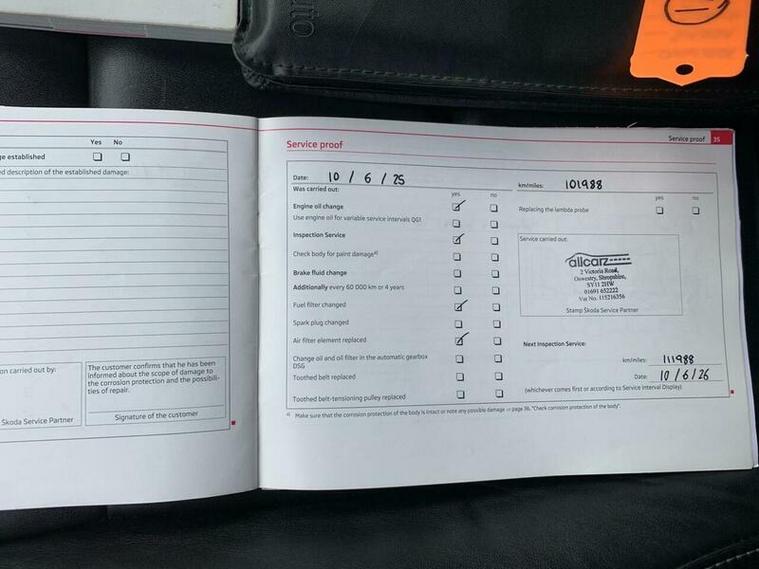 Yes No
ge established
ed description of the established damage:
on carried out by:
The customer confirms that he has been
informed about the scope of damage to
the corrosion protection and the possibili-
ties of repair.
Skoda Service Partner
Signature of the customer
Service proof
Service proof 35
Date: 10 / 6 / 25
km/miles: 101988
Was carried out:
yes no
yes no
Engine oil change
Replacing the lambda probe
Use engine oil for variable service intervals QG1
Inspection Service
Service carried out:
Check body for paint damage a)
Brake fluid change
Additionally every 60 000 km or 4 years
Fuel filter changed
Spark plug changed
Air filter element replaced
Change oil and oil filter in the automatic gearbox
DSG
Toothed belt replaced
Toothed belt-tensioning pulley replaced
allcarz
2 Victoria Road,
Oswestry, Shropshire,
SY11 2HW
01691 652222
Vat No. 115216356
Stamp Skoda Service Partner
Next Inspection Service:
km/miles: 111988
Date: 10/6/26
(whichever comes first or according to Service Interval Display)
a) Make sure that the corrosion protection of the body is intact or note any possible damage ⇒ page 36, "Check corrosion protection of the body".